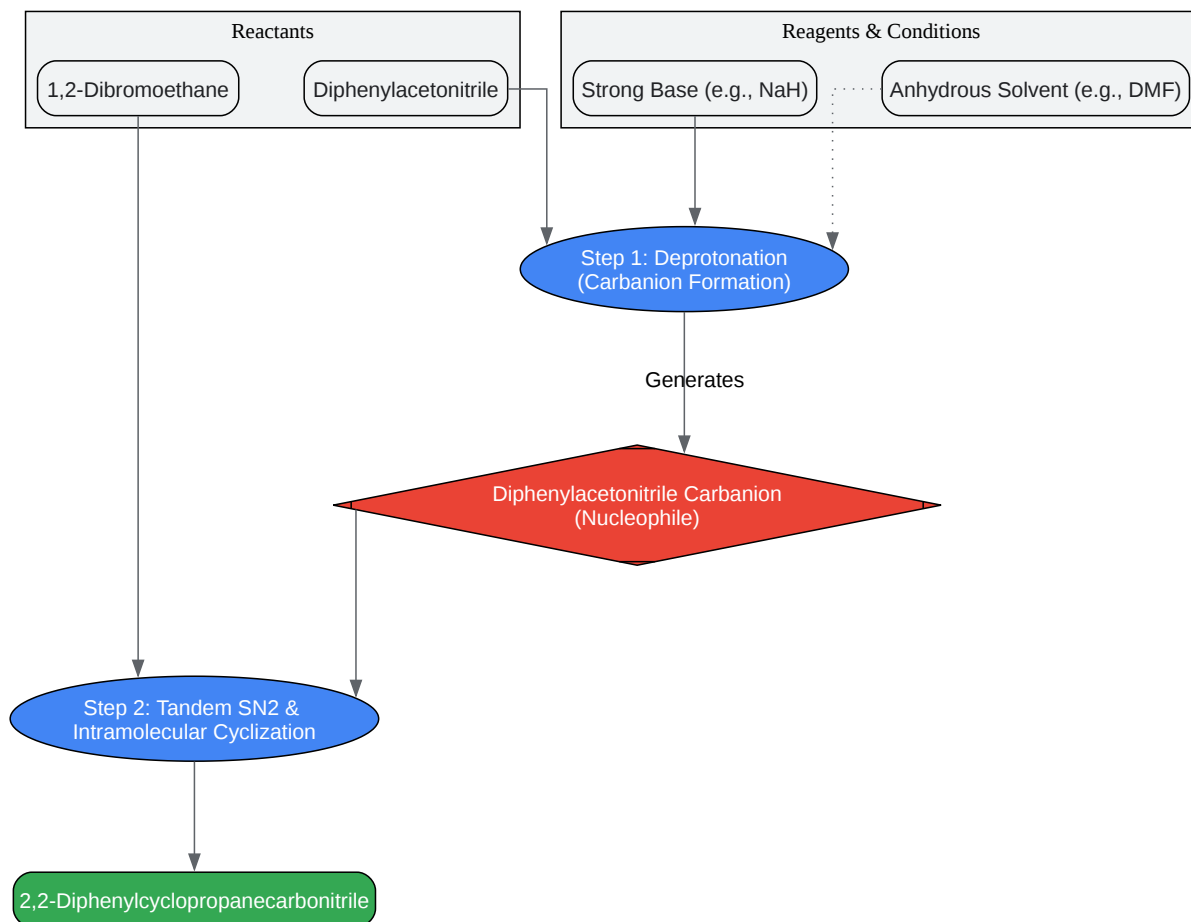 Reactants
Reagents & Conditions
1,2-Dibromoethane
Diphenylacetonitrile
Strong Base (e.g., NaH)
Anhydrous Solvent (e.g., DMF)
Step 1: Deprotonation
(Carbanion Formation)
Generates
Diphenylacetonitrile Carbanion
(Nucleophile)
Step 2: Tandem SN2 &
Intramolecular Cyclization
2,2-Diphenylcyclopropanecarbonitrile